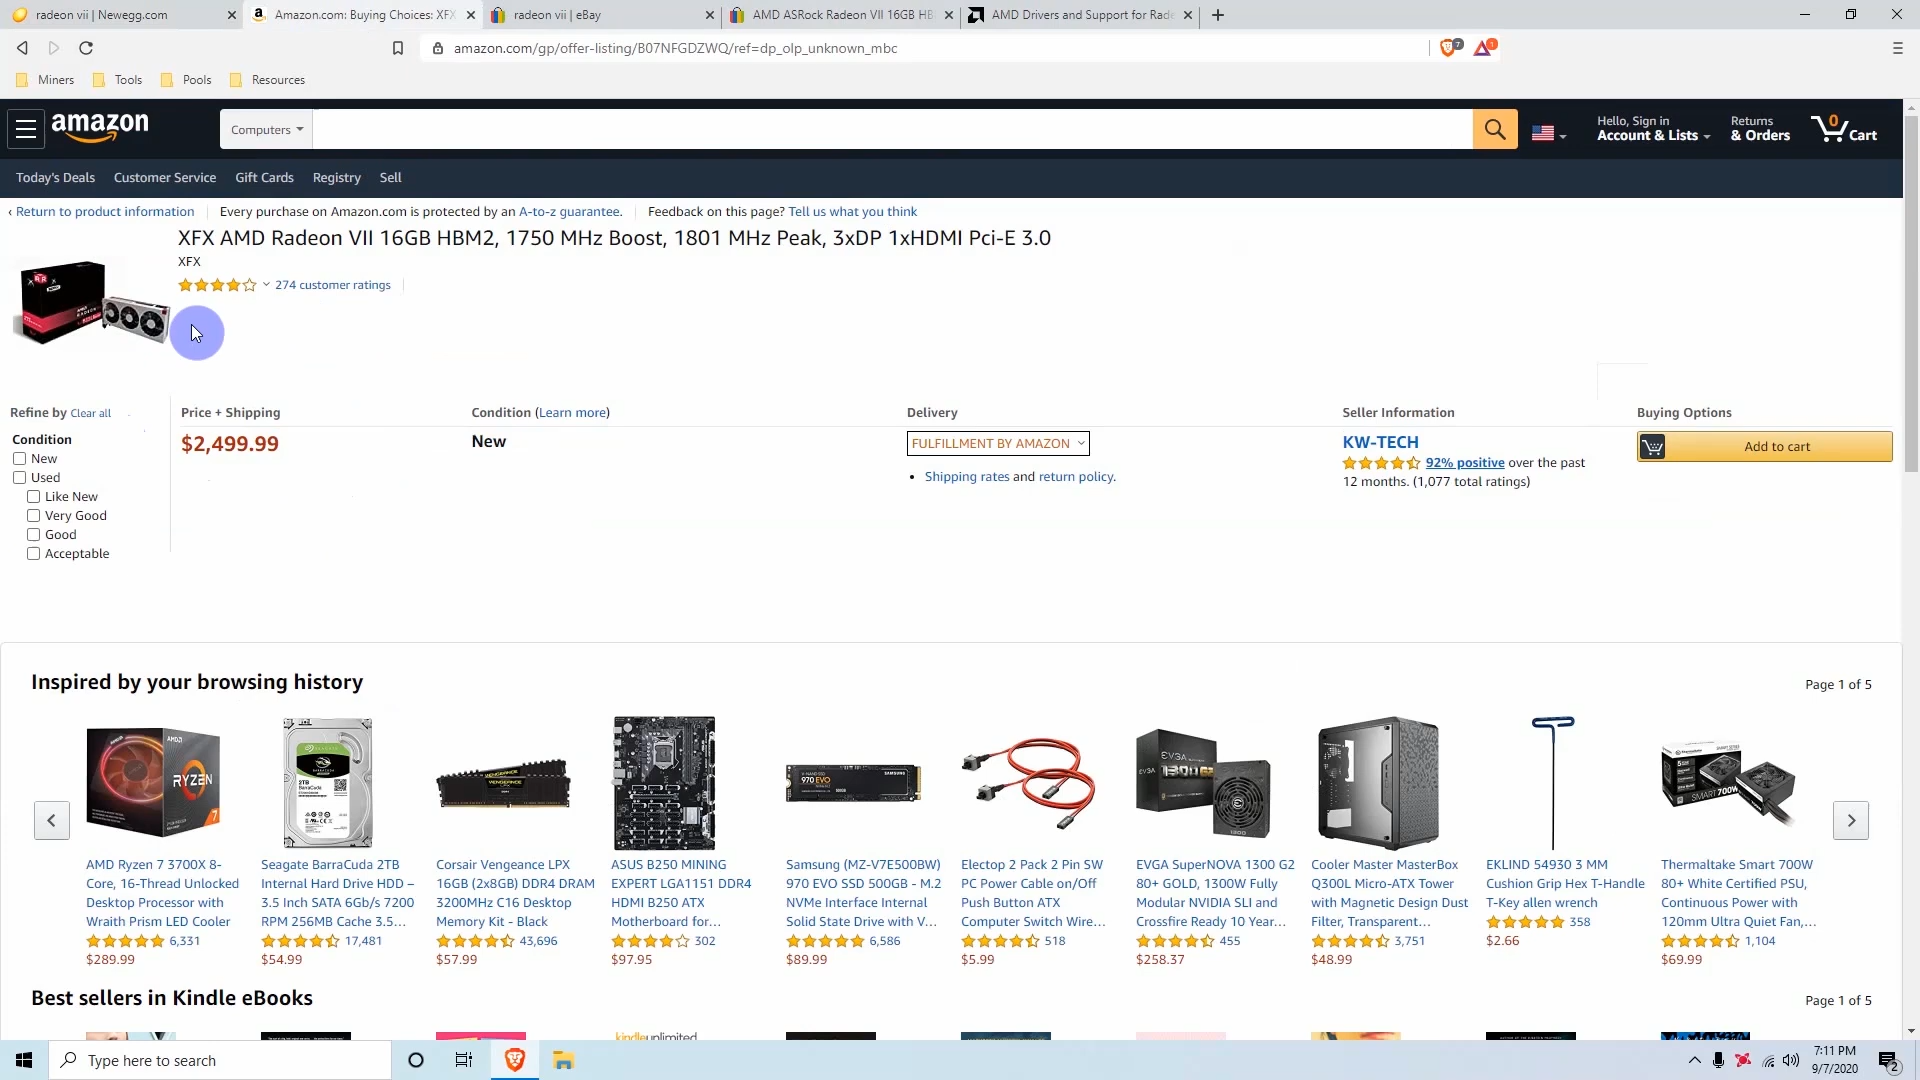 radeon vii | Newegg.com
Amazon.com: Buying Choices: XFX
radeon vii | eBay
AMD ASRock Radeon VII 16GB HB
AMD Drivers and Support for Rade
amazon.com/gp/offer-listing/B07NFGDZWQ/ref=dp_olp_unknown_mbc
7
1
Miners
Tools
Pools
Resources
amazon
Computers
Hello, Sign in
Account & Lists
Returns
& Orders
0
Cart
Today's Deals
Customer Service
Gift Cards
Registry
Sell
‹ Return to product information
Every purchase on Amazon.com is protected by an A-to-z guarantee.
Feedback on this page? Tell us what you think
XFX AMD Radeon VII 16GB HBM2, 1750 MHz Boost, 1801 MHz Peak, 3xDP 1xHDMI Pci-E 3.0
XFX
274 customer ratings
Refine by Clear all
Price + Shipping
Condition (Learn more)
Delivery
Seller Information
Buying Options
Condition
New
Used
Like New
Very Good
Good
Acceptable
$2,499.99
New
FULFILLMENT BY AMAZON
• Shipping rates and return policy.
KW-TECH
92% positive over the past
12 months. (1,077 total ratings)
Add to cart
Inspired by your browsing history
Page 1 of 5
AMD Ryzen 7 3700X 8-
Core, 16-Thread Unlocked
Desktop Processor with
Wraith Prism LED Cooler
6,331
$289.99
Seagate BarraCuda 2TB
Internal Hard Drive HDD –
3.5 Inch SATA 6Gb/s 7200
RPM 256MB Cache 3.5...
17,481
$54.99
Corsair Vengeance LPX
16GB (2x8GB) DDR4 DRAM
3200MHz C16 Desktop
Memory Kit - Black
43,696
$57.99
ASUS B250 MINING
EXPERT LGA1151 DDR4
HDMI B250 ATX
Motherboard for...
302
$97.95
Samsung (MZ-V7E500BW)
970 EVO SSD 500GB - M.2
NVMe Interface Internal
Solid State Drive with V...
6,586
$89.99
Electop 2 Pack 2 Pin SW
PC Power Cable on/Off
Push Button ATX
Computer Switch Wire...
518
$5.99
EVGA SuperNOVA 1300 G2
80+ GOLD, 1300W Fully
Modular NVIDIA SLI and
Crossfire Ready 10 Year...
455
$258.37
Cooler Master MasterBox
Q300L Micro-ATX Tower
with Magnetic Design Dust
Filter, Transparent...
3,751
$48.99
EKLIND 54930 3 MM
Cushion Grip Hex T-Handle
T-Key allen wrench
358
$2.66
Thermaltake Smart 700W
80+ White Certified PSU,
Continuous Power with
120mm Ultra Quiet Fan,...
1,104
$69.99
Best sellers in Kindle eBooks
Page 1 of 5
kindleunlimited
Type here to search
7:11 PM
9/7/2020
2